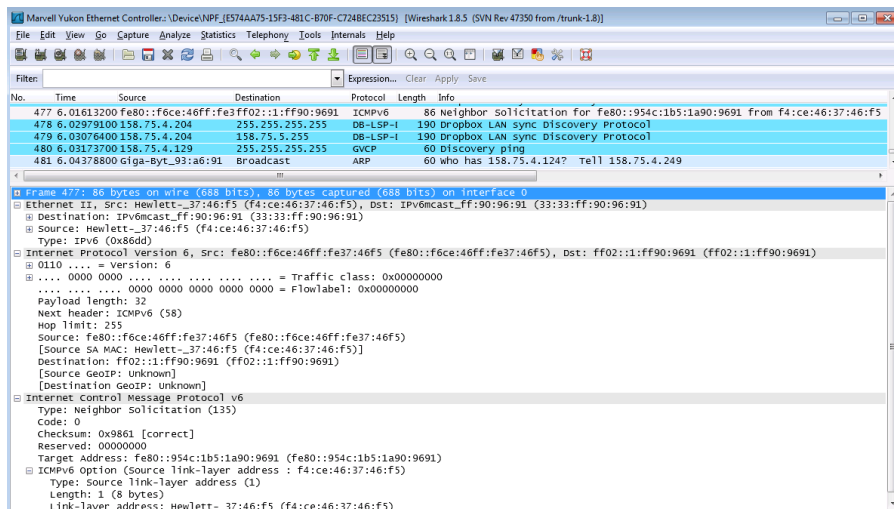 Marvell Yukon Ethernet Controller.: \Device\NPF_{E574AA75-15F3-481C-B70F-C724BEC23515} [Wireshark 1.8.5 (SVN Rev 47350 from /trunk-1.8)]
File Edit View Go Capture Analyze Statistics Telephony Tools Internals Help
Filter: Expression... Clear Apply Save
No. Time Source Destination Protocol Length Info
477 6.01613200 fe80::f6ce:46ff:fe3 ff02::1:ff90:9691 ICMPv6 86 Neighbor Solicitation for fe80::954c:1b5:1a90:9691 from f4:ce:46:37:46:f5
478 6.02979100 158.75.4.204 255.255.255.255 DB-LSP-I 190 Dropbox LAN sync Discovery Protocol
479 6.03076400 158.75.4.204 158.75.5.255 DB-LSP-I 190 Dropbox LAN sync Discovery Protocol
480 6.03173700 158.75.4.129 255.255.255.255 GVCP 60 Discovery ping
481 6.04378800 Giga-Byt_93:a6:91 Broadcast ARP 60 Who has 158.75.4.124? Tell 158.75.4.249
Frame 477: 86 bytes on wire (688 bits), 86 bytes captured (688 bits) on interface 0
Ethernet II, Src: Hewlett-_37:46:f5 (f4:ce:46:37:46:f5), Dst: IPv6mcast_ff:90:96:91 (33:33:ff:90:96:91)
Destination: IPv6mcast_ff:90:96:91 (33:33:ff:90:96:91)
Source: Hewlett-_37:46:f5 (f4:ce:46:37:46:f5)
Type: IPv6 (0x86dd)
Internet Protocol Version 6, Src: fe80::f6ce:46ff:fe37:46f5 (fe80::f6ce:46ff:fe37:46f5), Dst: ff02::1:ff90:9691 (ff02::1:ff90:9691)
0110 .... = Version: 6
.... 0000 0000 .... .... .... .... .... = Traffic class: 0x00000000
.... .... .... 0000 0000 0000 0000 0000 = Flowlabel: 0x00000000
Payload length: 32
Next header: ICMPv6 (58)
Hop limit: 255
Source: fe80::f6ce:46ff:fe37:46f5 (fe80::f6ce:46ff:fe37:46f5)
[Source SA MAC: Hewlett-_37:46:f5 (f4:ce:46:37:46:f5)]
Destination: ff02::1:ff90:9691 (ff02::1:ff90:9691)
[Source GeoIP: Unknown]
[Destination GeoIP: Unknown]
Internet Control Message Protocol v6
Type: Neighbor Solicitation (135)
Code: 0
Checksum: 0x9861 [correct]
Reserved: 00000000
Target Address: fe80::954c:1b5:1a90:9691 (fe80::954c:1b5:1a90:9691)
ICMPv6 Option (Source link-layer address : f4:ce:46:37:46:f5)
Type: Source link-layer address (1)
Length: 1 (8 bytes)
Link-layer address: Hewlett-_37:46:f5 (f4:ce:46:37:46:f5)